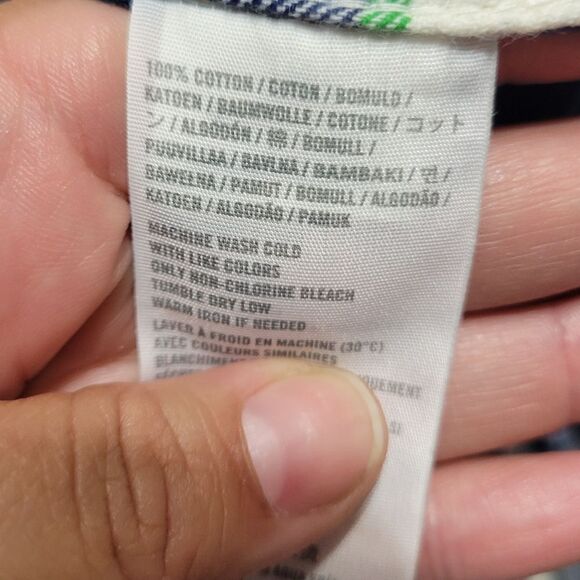 100% COTTON / COTON / BOMULD /
KATOEN / BAUMWOLLE / COTONE / コット
ン / ALGODÓN / 棉 / BOMULL /
PUUVILLAA / BAVLNA / BAMBAKI / 면 /
BAWEŁNA / PAMUT / BOMULL / ALGODÃO /
KATOEN / ALGODÃO / PAMUK
MACHINE WASH COLD
WITH LIKE COLORS
ONLY NON-CHLORINE BLEACH
TUMBLE DRY LOW
WARM IRON IF NEEDED
LAVER À FROID EN MACHINE (30°C)
AVEC COULEURS SIMILAIRES
BLANCHIMENT